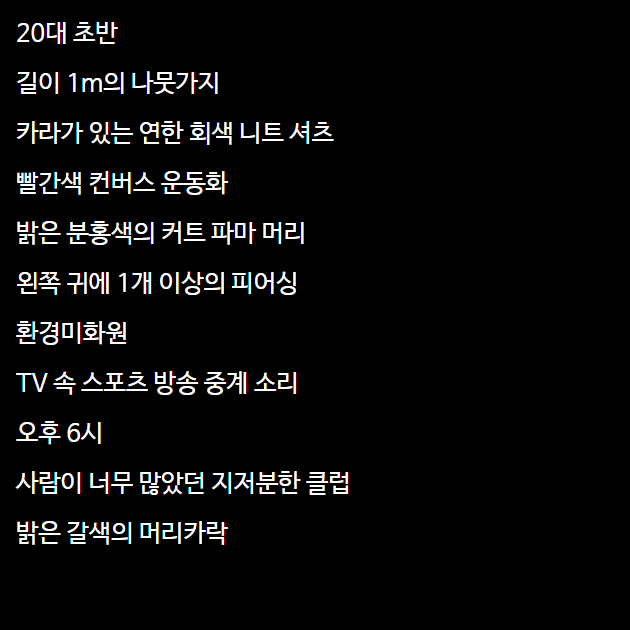 20대 초반
길이 1m의 나뭇가지
카라가 있는 연한 회색 니트 셔츠
빨간색 컨버스 운동화
밝은 분홍색의 커트 파마 머리
왼쪽 귀에 1개 이상의 피어싱
환경미화원
TV 속 스포츠 방송 중계 소리
오후 6시
사람이 너무 많았던 지저분한 클럽
밝은 갈색의 머리카락